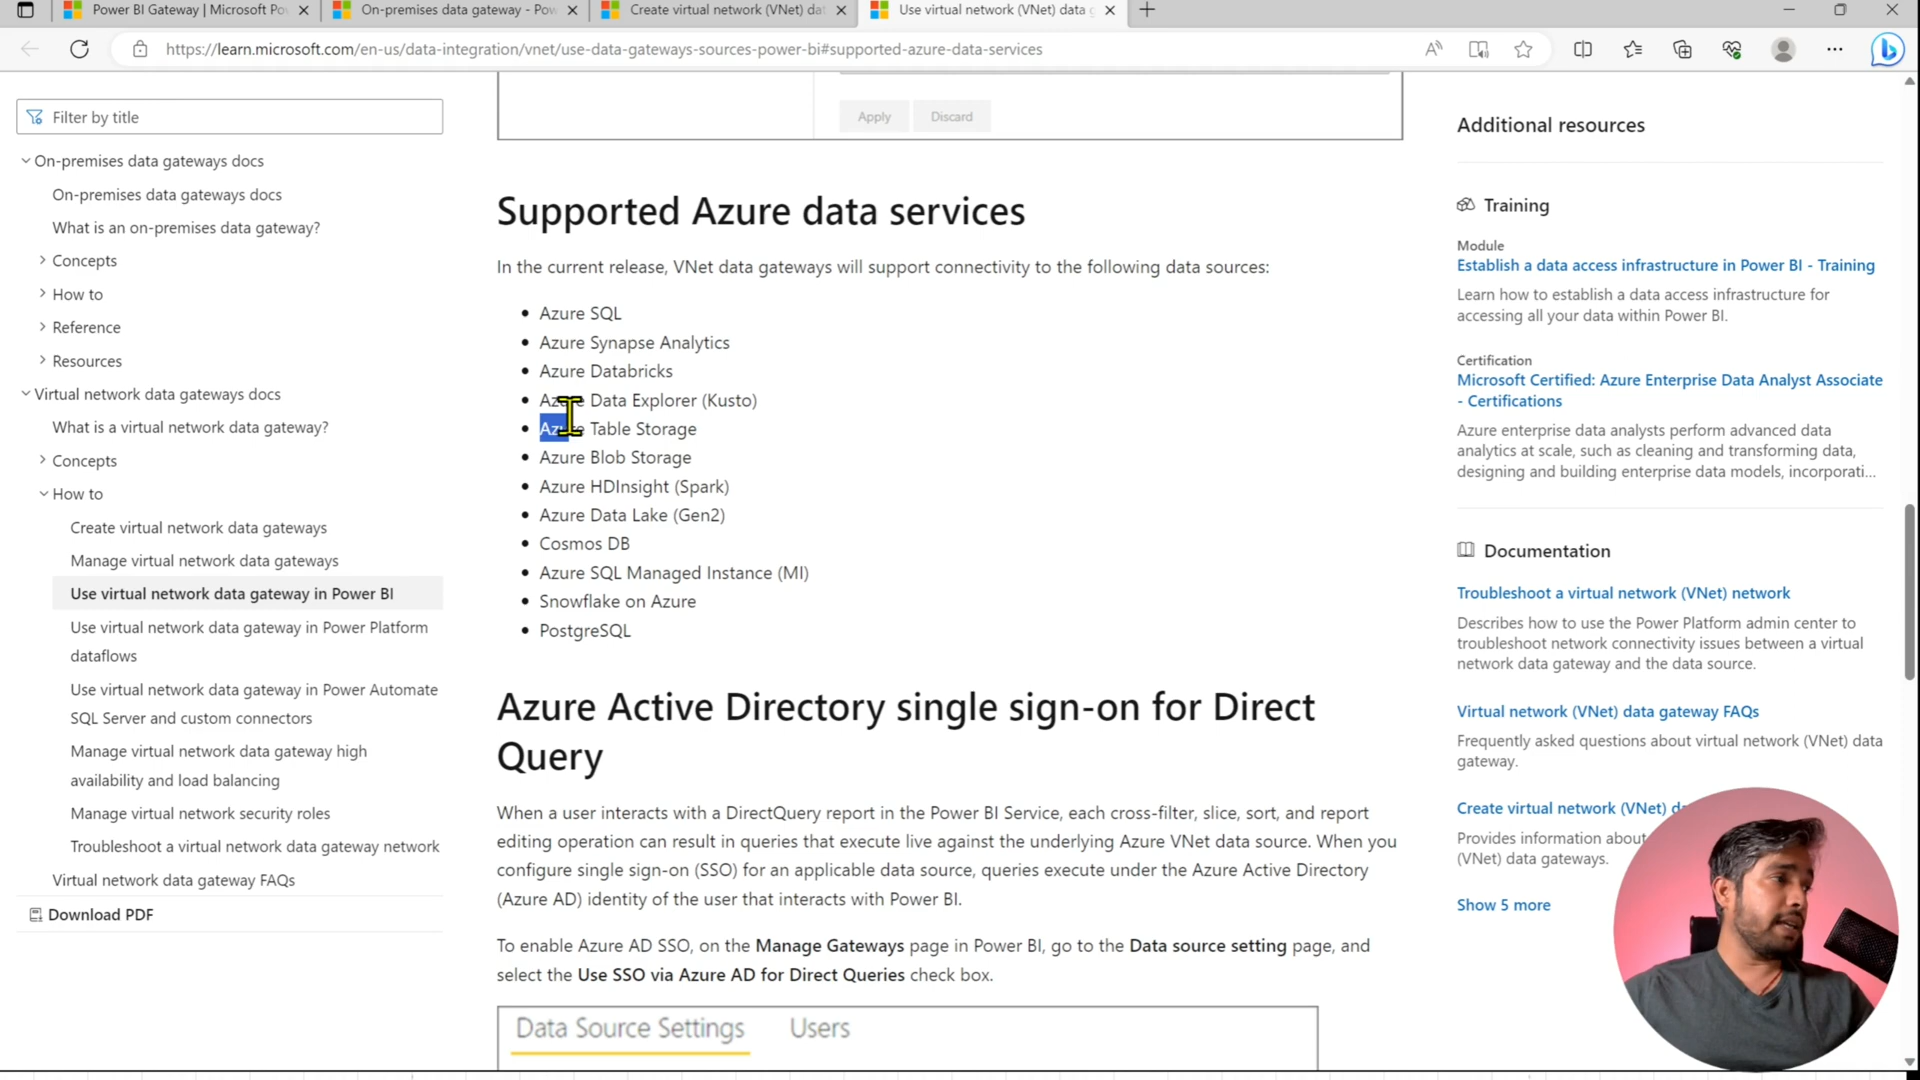 Power BI Gateway | Microsoft Po
On-premises data gateway - Pow
Create virtual network (VNet) dat
Use virtual network (VNet) data g
https://learn.microsoft.com/en-us/data-integration/vnet/use-data-gateways-sources-power-bi#supported-azure-data-services
Filter by title
On-premises data gateways docs
On-premises data gateways docs
What is an on-premises data gateway?
Concepts
How to
Reference
Resources
Virtual network data gateways docs
What is a virtual network data gateway?
Concepts
How to
Create virtual network data gateways
Manage virtual network data gateways
Use virtual network data gateway in Power BI
Use virtual network data gateway in Power Platform
dataflows
Use virtual network data gateway in Power Automate
SQL Server and custom connectors
Manage virtual network data gateway high
availability and load balancing
Manage virtual network security roles
Troubleshoot a virtual network data gateway network
Virtual network data gateway FAQs
Download PDF
Apply Discard
Supported Azure data services
In the current release, VNet data gateways will support connectivity to the following data sources:
• Azure SQL
• Azure Synapse Analytics
• Azure Databricks
• Azure Data Explorer (Kusto)
• Azure Table Storage
• Azure Blob Storage
• Azure HDInsight (Spark)
• Azure Data Lake (Gen2)
• Cosmos DB
• Azure SQL Managed Instance (MI)
• Snowflake on Azure
• PostgreSQL
Azure Active Directory single sign-on for Direct
Query
When a user interacts with a DirectQuery report in the Power BI Service, each cross-filter, slice, sort, and report
editing operation can result in queries that execute live against the underlying Azure VNet data source. When you
configure single sign-on (SSO) for an applicable data source, queries execute under the Azure Active Directory
(Azure AD) identity of the user that interacts with Power BI.
To enable Azure AD SSO, on the Manage Gateways page in Power BI, go to the Data source setting page, and
select the Use SSO via Azure AD for Direct Queries check box.
Data Source Settings Users
Additional resources
Training
Module
Establish a data access infrastructure in Power BI - Training
Learn how to establish a data access infrastructure for
accessing all your data within Power BI.
Certification
Microsoft Certified: Azure Enterprise Data Analyst Associate
- Certifications
Azure enterprise data analysts perform advanced data
analytics at scale, such as cleaning and transforming data,
designing and building enterprise data models, incorporati...
Documentation
Troubleshoot a virtual network (VNet) network
Describes how to use the Power Platform admin center to
troubleshoot network connectivity issues between a virtual
network data gateway and the data source.
Virtual network (VNet) data gateway FAQs
Frequently asked questions about virtual network (VNet) data
gateway.
Create virtual network (VNet) da
Provides information about
(VNet) data gateways.
Show 5 more